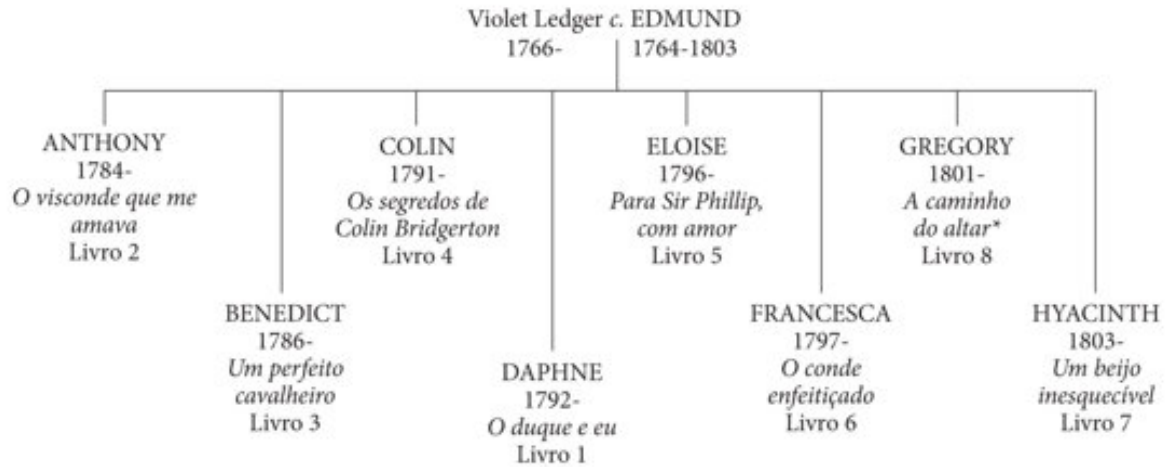 Violet Ledger c. EDMUND
1766- 1764-1803
ANTHONY
1784-
O visconde que me
amava
Livro 2
BENEDICT
1786-
Um perfeito
cavalheiro
Livro 3
COLIN
1791-
Os segredos de
Colin Bridgerton
Livro 4
DAPHNE
1792-
O duque e eu
Livro 1
ELOISE
1796-
Para Sir Phillip,
com amor
Livro 5
FRANCESCA
1797-
O conde
enfeitiçado
Livro 6
GREGORY
1801-
A caminho
do altar*
Livro 8
HYACINTH
1803-
Um beijo
inesquecível
Livro 7